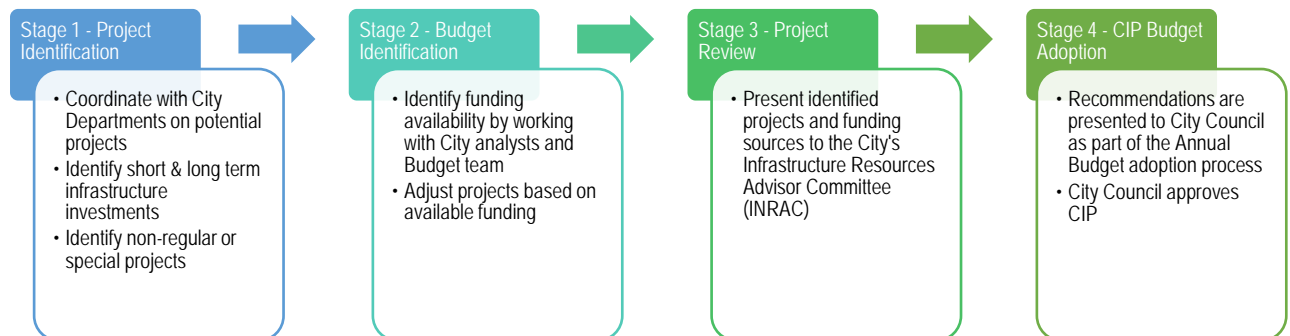 Stage 1 - Project
Identification
• Coordinate with City
Departments on potential
projects
• Identify short & long term
infrastructure
investments
• Identify non-regular or
special projects
Stage 2 - Budget
Identification
• Identify funding
availability by working
with City analysts and
Budget team
• Adjust projects based on
available funding
Stage 3 - Project
Review
• Present identified
projects and funding
sources to the City's
Infrastructure Resources
Advisor Committee
(INRAC)
Stage 4 - CIP Budget
Adoption
• Recommendations are
presented to City Council
as part of the Annual
Budget adoption process
• City Council approves
CIP